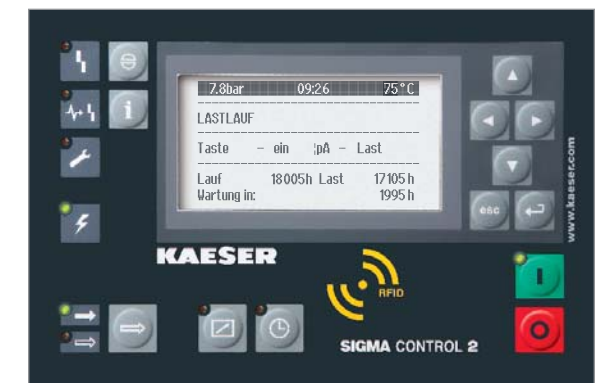 7.8bar 09:26 75°C
LASTLAUF
Taste - ein ¦pA - Last
Lauf 18005h Last 17105h
Wartung in: 1995h
esc
www.kaeser.com
KAESER
RFID
SIGMA CONTROL 2